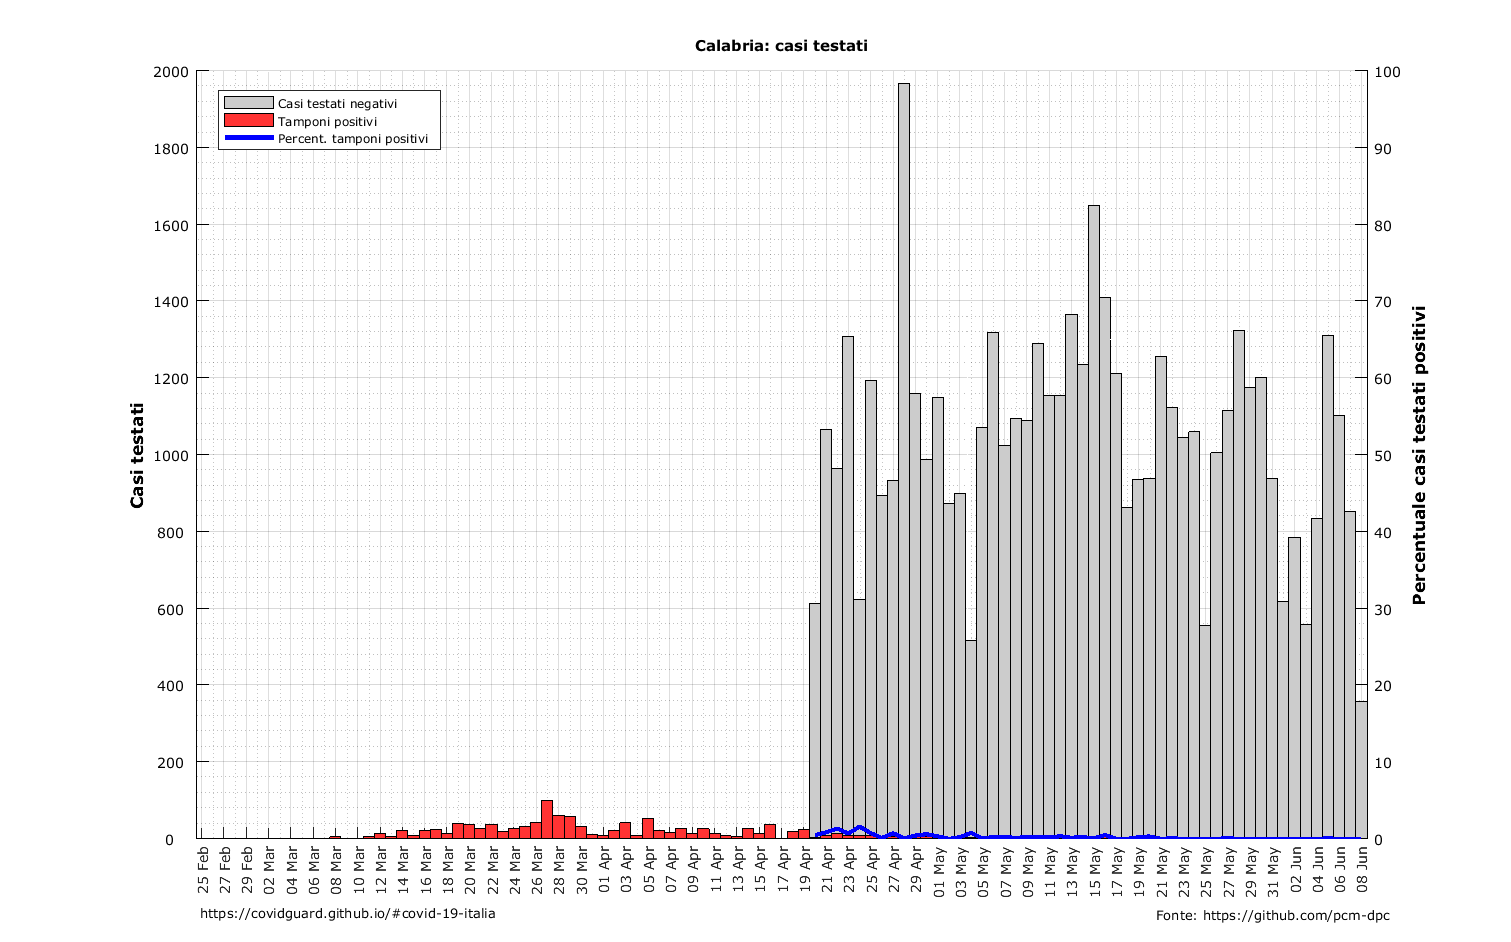 Calabria: casi testati
Casi testati negativi
Tamponi positivi
Percent. tamponi positivi
Casi testati
2000
1800
1600
1400
1200
1000
800
600
400
200
0
100
90
80
70
60
50
40
30
20
10
0
Percentuale casi testati positivi
25 Feb
27 Feb
29 Feb
02 Mar
04 Mar
06 Mar
08 Mar
10 Mar
12 Mar
14 Mar
16 Mar
18 Mar
20 Mar
22 Mar
24 Mar
26 Mar
28 Mar
30 Mar
01 Apr
03 Apr
05 Apr
07 Apr
09 Apr
11 Apr
13 Apr
15 Apr
17 Apr
19 Apr
21 Apr
23 Apr
25 Apr
27 Apr
29 Apr
01 May
03 May
05 May
07 May
09 May
11 May
13 May
15 May
17 May
19 May
21 May
23 May
25 May
27 May
29 May
31 May
02 Jun
04 Jun
06 Jun
08 Jun
https://covidguard.github.io/#covid-19-italia
Fonte: https://github.com/pcm-dpc